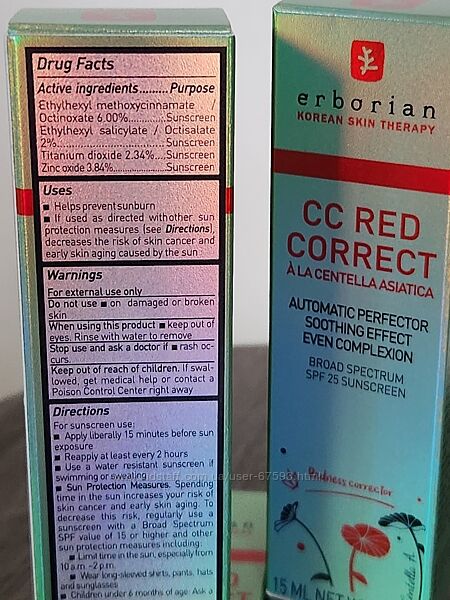 Drug Facts
Active ingredients.........Purpose
Ethylhexyl methoxycinnamate /
Octinoxate 6.00%...............Sunscreen
Ethylhexyl salicylate / Octisalate
2%...............................Sunscreen
Titanium dioxide 2.34%....Sunscreen
Zinc oxide 3.84%................Sunscreen
Uses
■ Helps prevent sunburn
■ If used as directed with other sun
protection measures (see Directions),
decreases the risk of skin cancer and
early skin aging caused by the sun
Warnings
For external use only
Do not use ■ on damaged or broken
skin
When using this product ■ keep out of
eyes. Rinse with water to remove
Stop use and ask a doctor if ■ rash oc-
curs.
Keep out of reach of children. If swal-
lowed, get medical help or contact a
Poison Control Center right away
Directions
For sunscreen use:
■ Apply liberally 15 minutes before sun
exposure
■ Reapply at least every 2 hours
■ Use a water resistant sunscreen if
swimming or sweating
■ Sun Protection Measures. Spending
time in the sun increases your risk of
skin cancer and early skin aging. To
decrease this risk, regularly use a
sunscreen with a Broad Spectrum
SPF value of 15 or higher and other
sun protection measures including:
■ Limit time in the sun, especially from
10 a.m. -2 p.m.
■ Wear long-sleeved shirts, pants, hats
and sunglasses
■ Children under 6 months of age: Ask a
erborian
KOREAN SKIN THERAPY
CC RED
CORRECT
À LA CENTELLA ASIATICA
AUTOMATIC PERFECTOR
SOOTHING EFFECT
EVEN COMPLEXION
BROAD SPECTRUM
SPF 25 SUNSCREEN
Redness corrector
15 ML NET